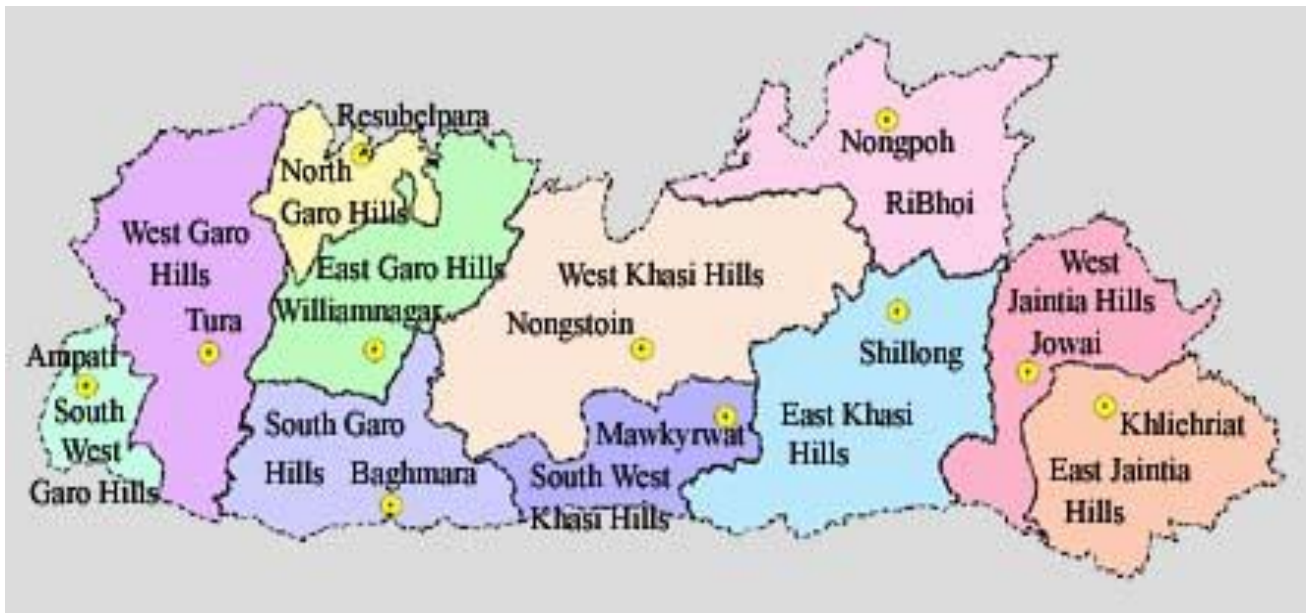 Resubelpara
North
Garo Hills
West Garo
Hills
Tura
East Garo Hills
Williamnagar
Ampati
South
West
Garo Hills
South Garo
Hills
Baghmara
West Khasi Hills
Nongstoin
Mawkyrwat
South West
Khasi Hills
Nongpoh
RiBhoi
Shillong
East Khasi
Hills
West
Jaintia Hills
Jowai
Khliehriat
East Jaintia
Hills